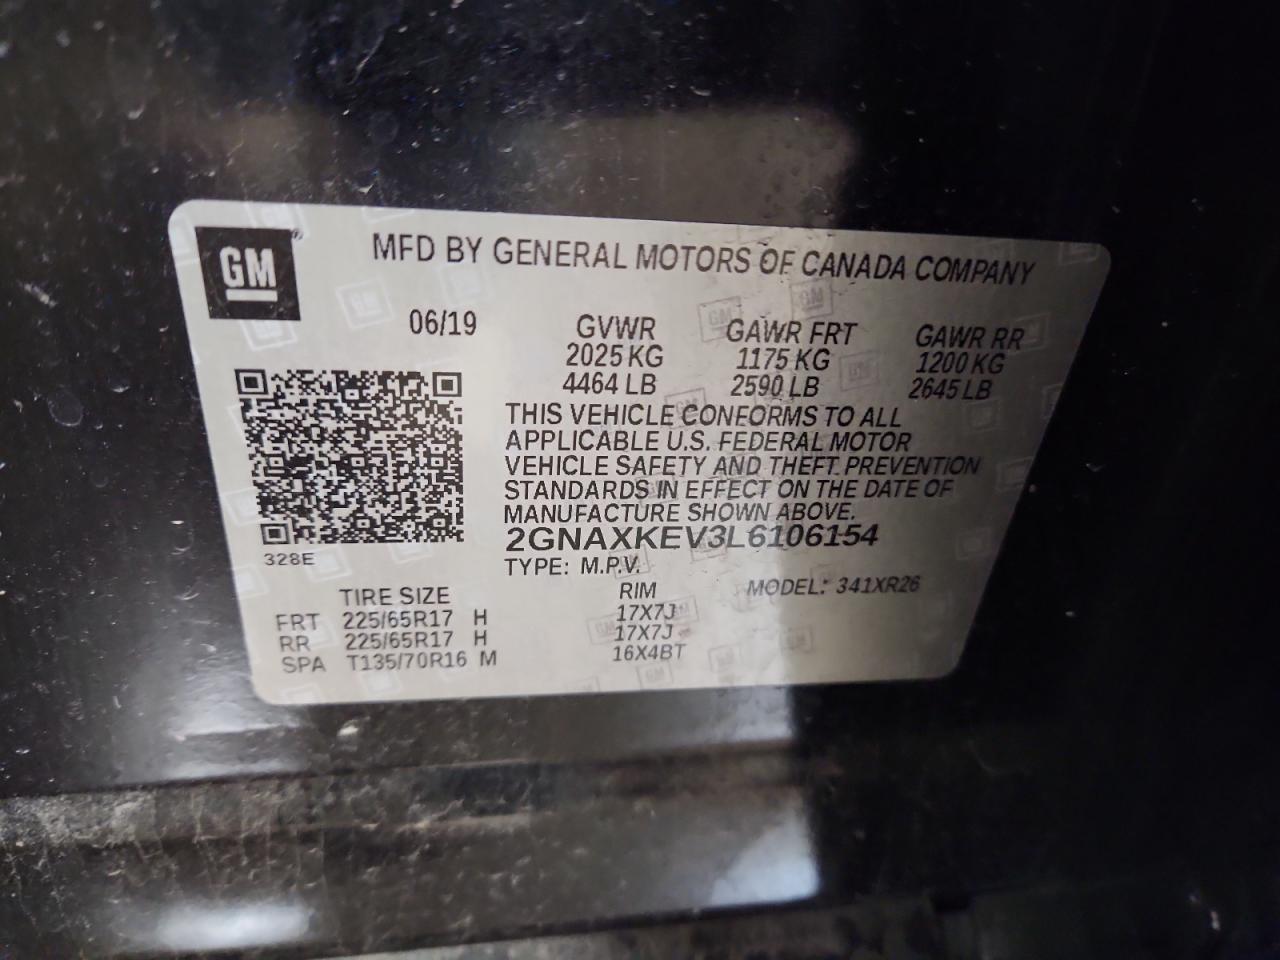 GM
MFD BY GENERAL MOTORS OF CANADA COMPANY
06/19 GVWR GAWR FRT GAWR RR
2025 KG 1175 KG 1200 KG
4464 LB 2590 LB 2645 LB
THIS VEHICLE CONFORMS TO ALL
APPLICABLE U.S. FEDERAL MOTOR
VEHICLE SAFETY AND THEFT PREVENTION
STANDARDS IN EFFECT ON THE DATE OF
MANUFACTURE SHOWN ABOVE.
2GNAXKEV3L6106154
328E
TYPE: M.P.V.
MODEL: 341XR26
TIRE SIZE RIM
FRT 225/65R17 H 17X7J
RR 225/65R17 H 17X7J
SPA T135/70R16 M 16X4BT